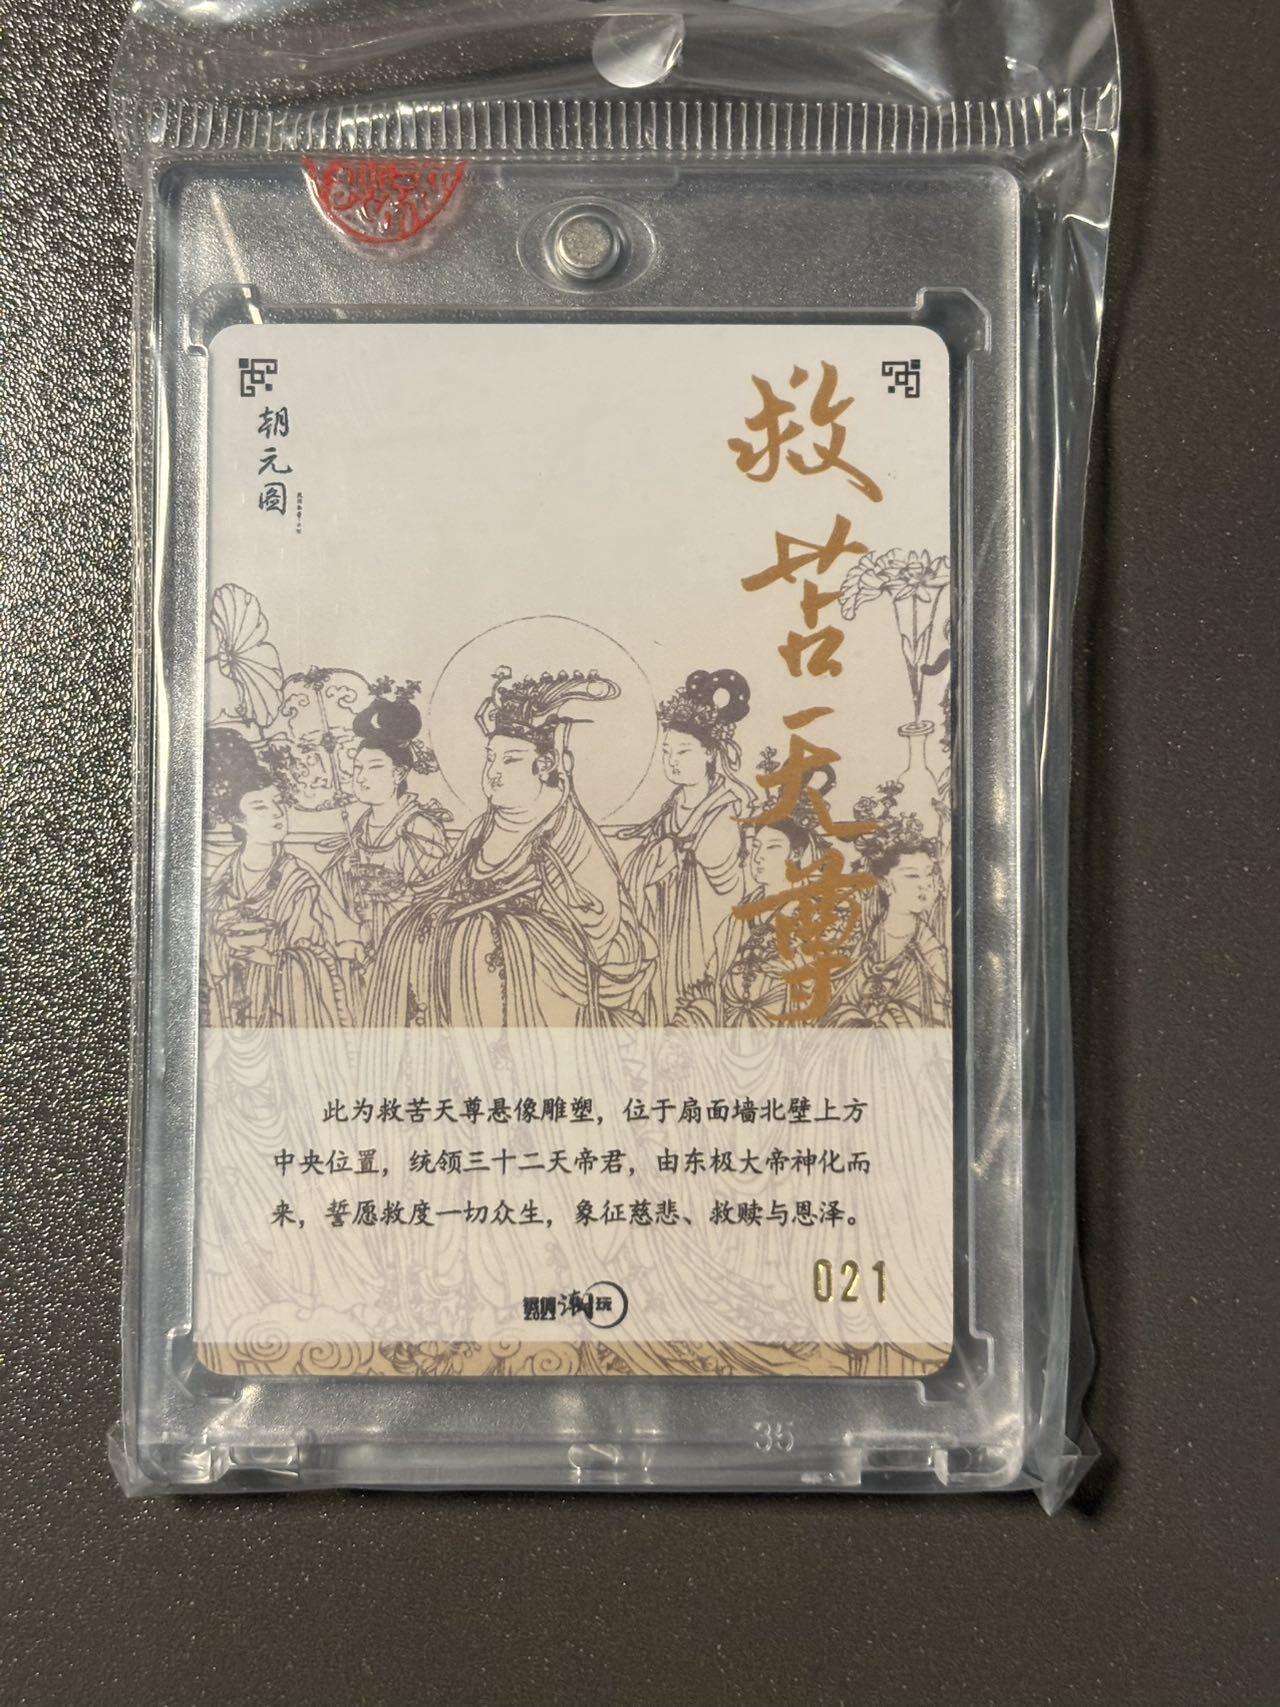 朝元图
救苦天尊
此为救苦天尊悬像雕塑，位于扇面墙北壁上方
中央位置，统领三十二天帝君，由东极大帝神化而
来，誓愿救度一切众生，象征慈悲、救赎与恩泽。
021
潮玩
35